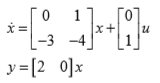 ẋ = [0 1; -3 -4] x + [0; 1] u
y = [2 0] x